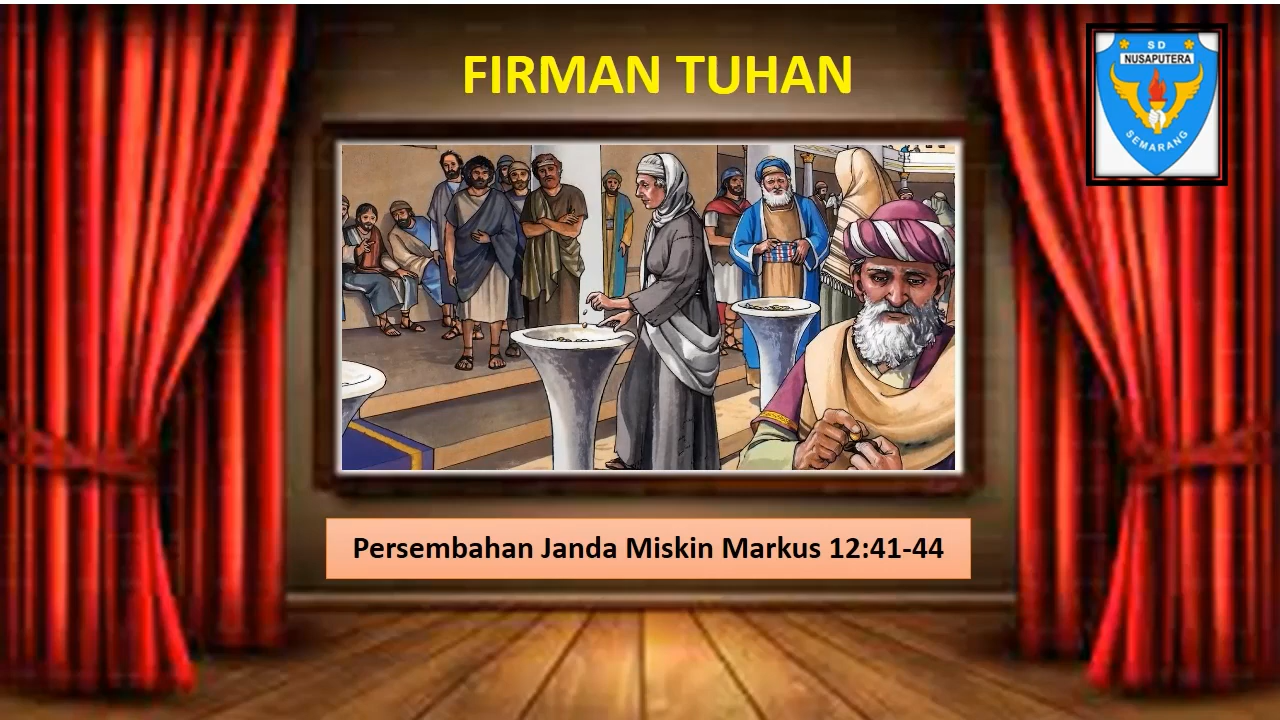 FIRMAN TUHAN
SD
NUSAPUTERA
SEMARANG
Persembahan Janda Miskin Markus 12:41-44